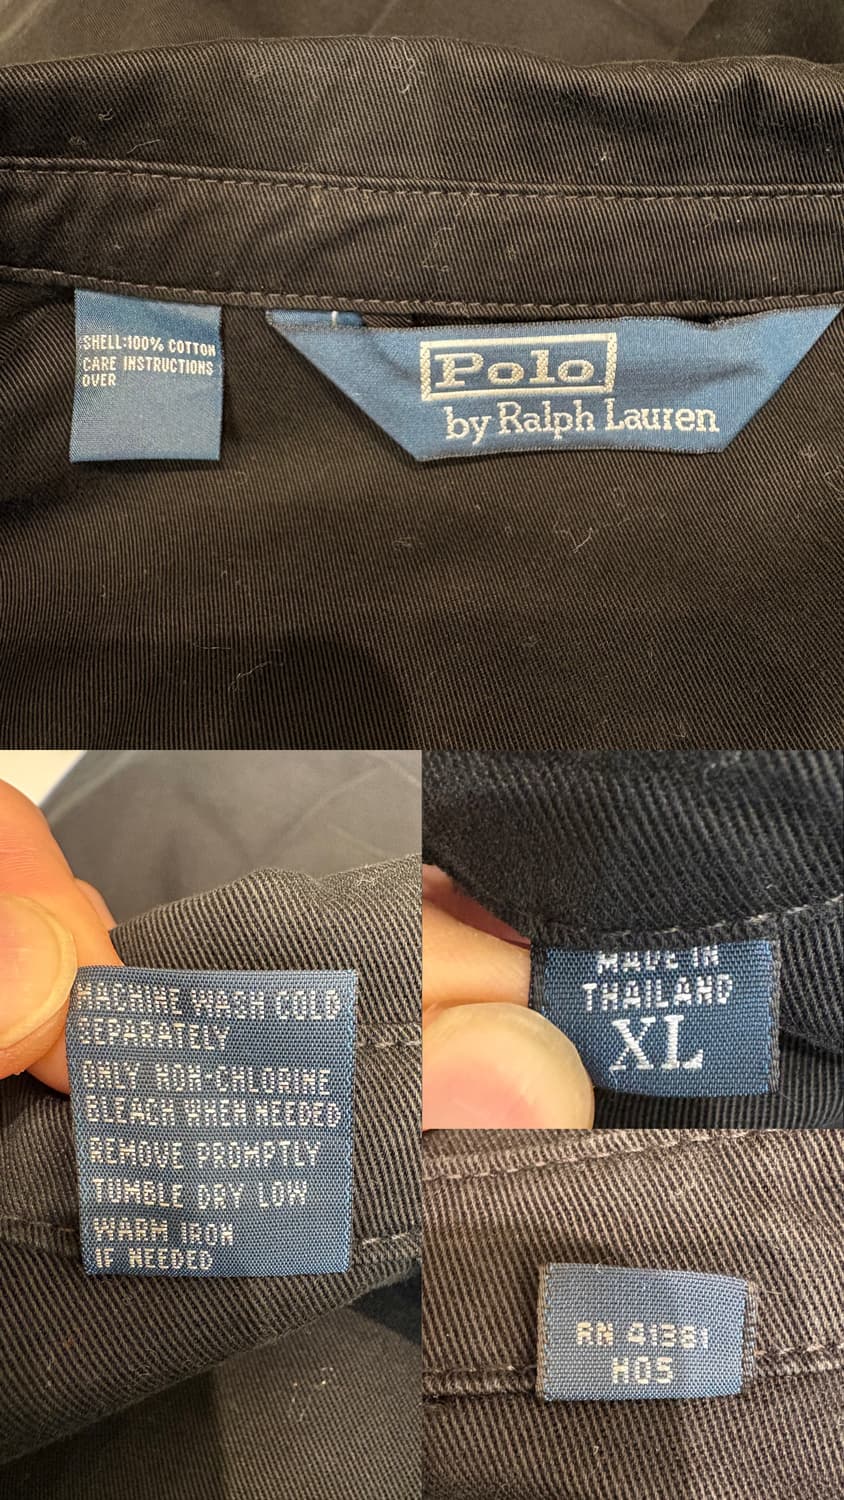 SHELL:100% COTTON
CARE INSTRUCTIONS
OVER
Polo
by Ralph Lauren
MACHINE WASH COLD
SEPARATELY
ONLY NON-CHLORINE
BLEACH WHEN NEEDED
REMOVE PROMPTLY
TUMBLE DRY LOW
WARM IRON
IF NEEDED
MADE IN
THAILAND
XL
RN 41381
HOS